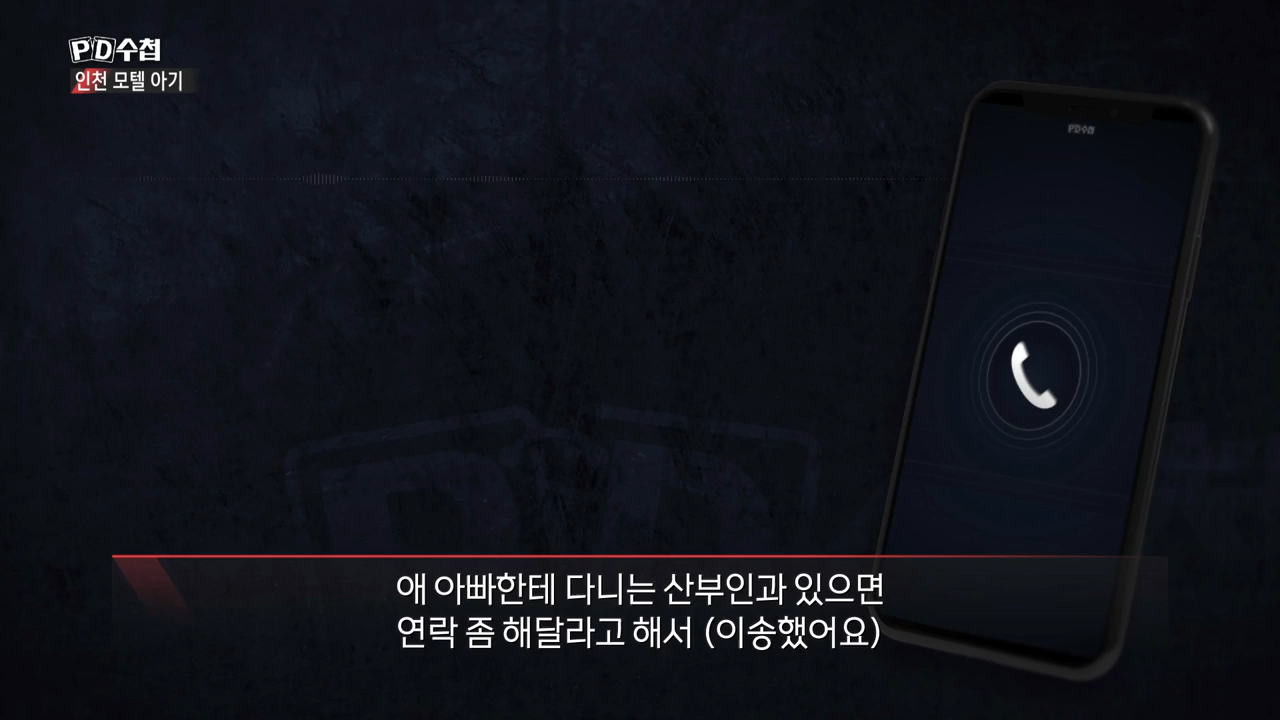 PD수첩
인천 모텔 아기
PD수첩
애 아빠한테 다니는 산부인과 있으면
연락 좀 해달라고 해서 (이송했어요)